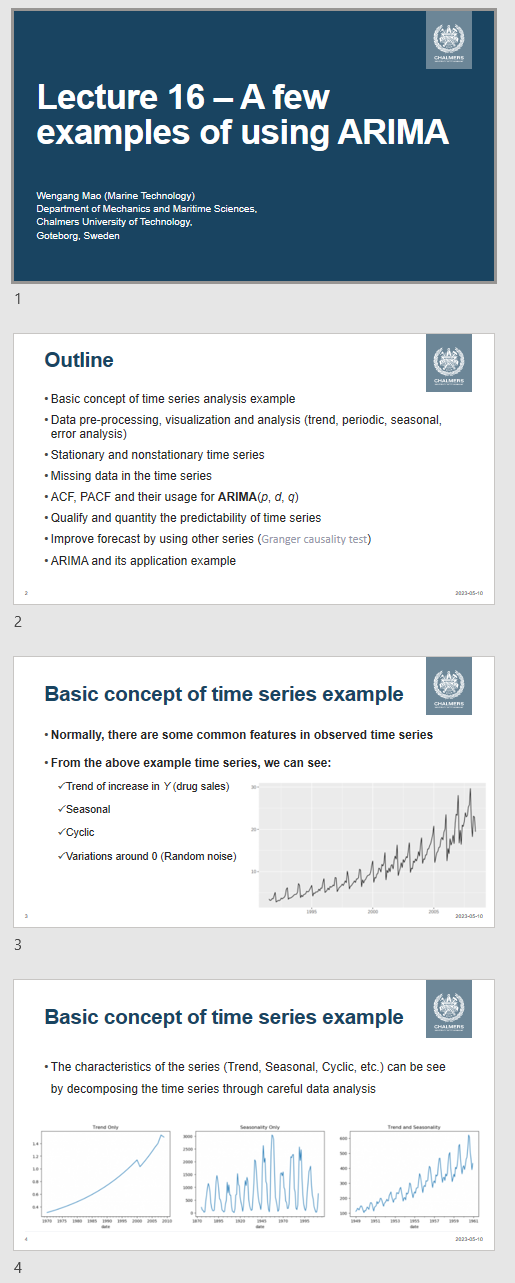 CHALMERS
Lecture 16 – A few
examples of using ARIMA
Wengang Mao (Marine Technology)
Department of Mechanics and Maritime Sciences,
Chalmers University of Technology,
Goteborg, Sweden
1
CHALMERS
Outline
• Basic concept of time series analysis example
• Data pre-processing, visualization and analysis (trend, periodic, seasonal,
error analysis)
• Stationary and nonstationary time series
• Missing data in the time series
• ACF, PACF and their usage for ARIMA(p, d, q)
• Qualify and quantity the predictability of time series
• Improve forecast by using other series (Granger causality test)
• ARIMA and its application example
2
2023-05-10
2
CHALMERS
Basic concept of time series example
• Normally, there are some common features in observed time series
• From the above example time series, we can see:
✓Trend of increase in Y (drug sales)
✓Seasonal
✓Cyclic
✓Variations around 0 (Random noise)
30
20
10
1995
2000
2005
3
2023-05-10
3
CHALMERS
Basic concept of time series example
• The characteristics of the series (Trend, Seasonal, Cyclic, etc.) can be see
by decomposing the time series through careful data analysis
Trend Only
1.4
1.2
1.0
0.8
0.6
0.4
1970 1975 1980 1985 1990 1995 2000 2005 2010
date
Seasonality Only
3000
2500
2000
1500
1000
500
0
1870 1895 1920 1945 1970 1995
date
Trend and Seasonality
600
500
400
300
200
1949 1951 1953 1955 1957 1959 1961
date
4
2023-05-10
4